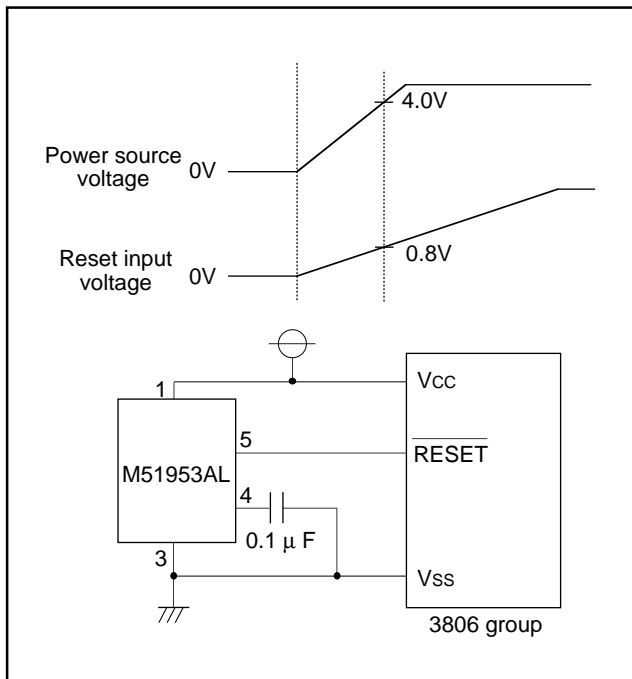 4.0V
Power source
voltage
0V
0.8V
Reset input
voltage
0V
1
VCC
5
RESET
M51953AL
4
0.1 μ F
3
VSS
3806 group